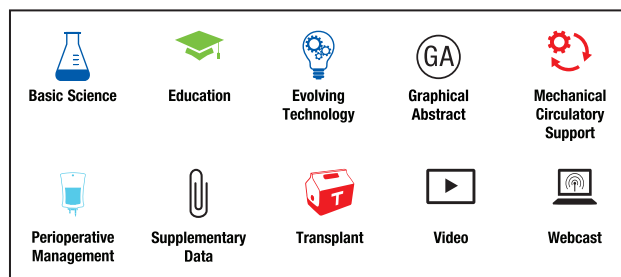 GA
Basic Science
Education
Evolving
Technology
Graphical
Abstract
Mechanical
Circulatory
Support
T
Perioperative
Management
Supplementary
Data
Transplant
Video
Webcast